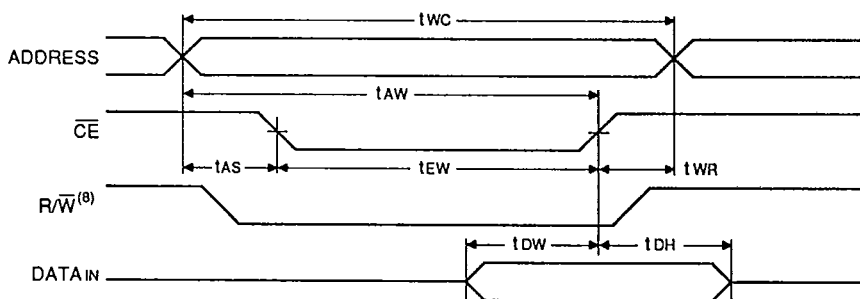 tWC
ADDRESS
tAW
CE
tAS
tEW
tWR
R/W(8)
tDW
tDH
DATA IN